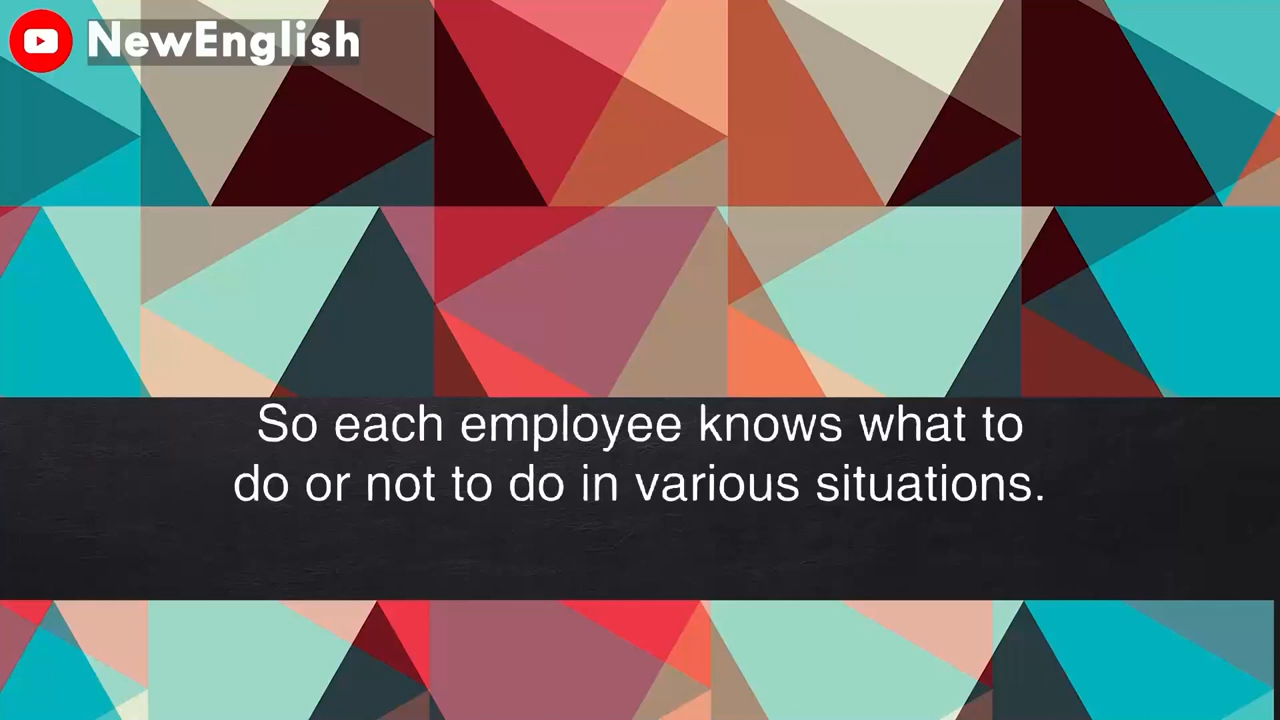 NewEnglish
So each employee knows what to
do or not to do in various situations.